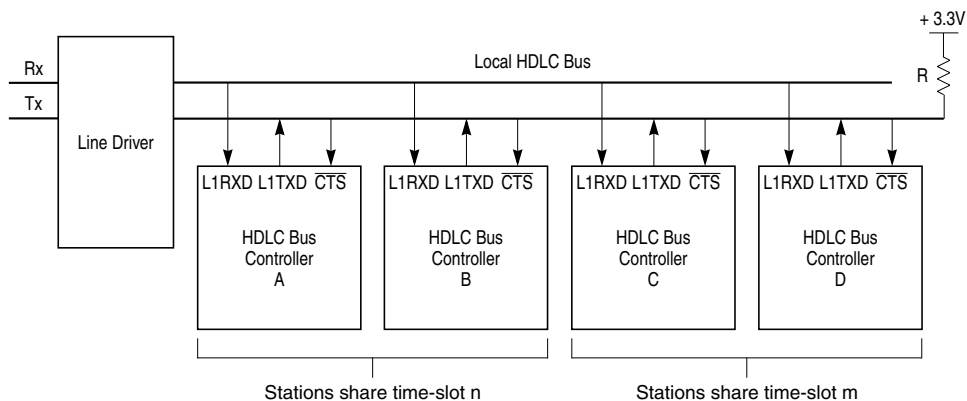 + 3.3V
Local HDLC Bus
Rx
R
Tx
Line Driver
L1RXD L1TXD CTS
HDLC Bus
Controller
A
L1RXD L1TXD CTS
HDLC Bus
Controller
B
L1RXD L1TXD CTS
HDLC Bus
Controller
C
L1RXD L1TXD CTS
HDLC Bus
Controller
D
Stations share time-slot n
Stations share time-slot m